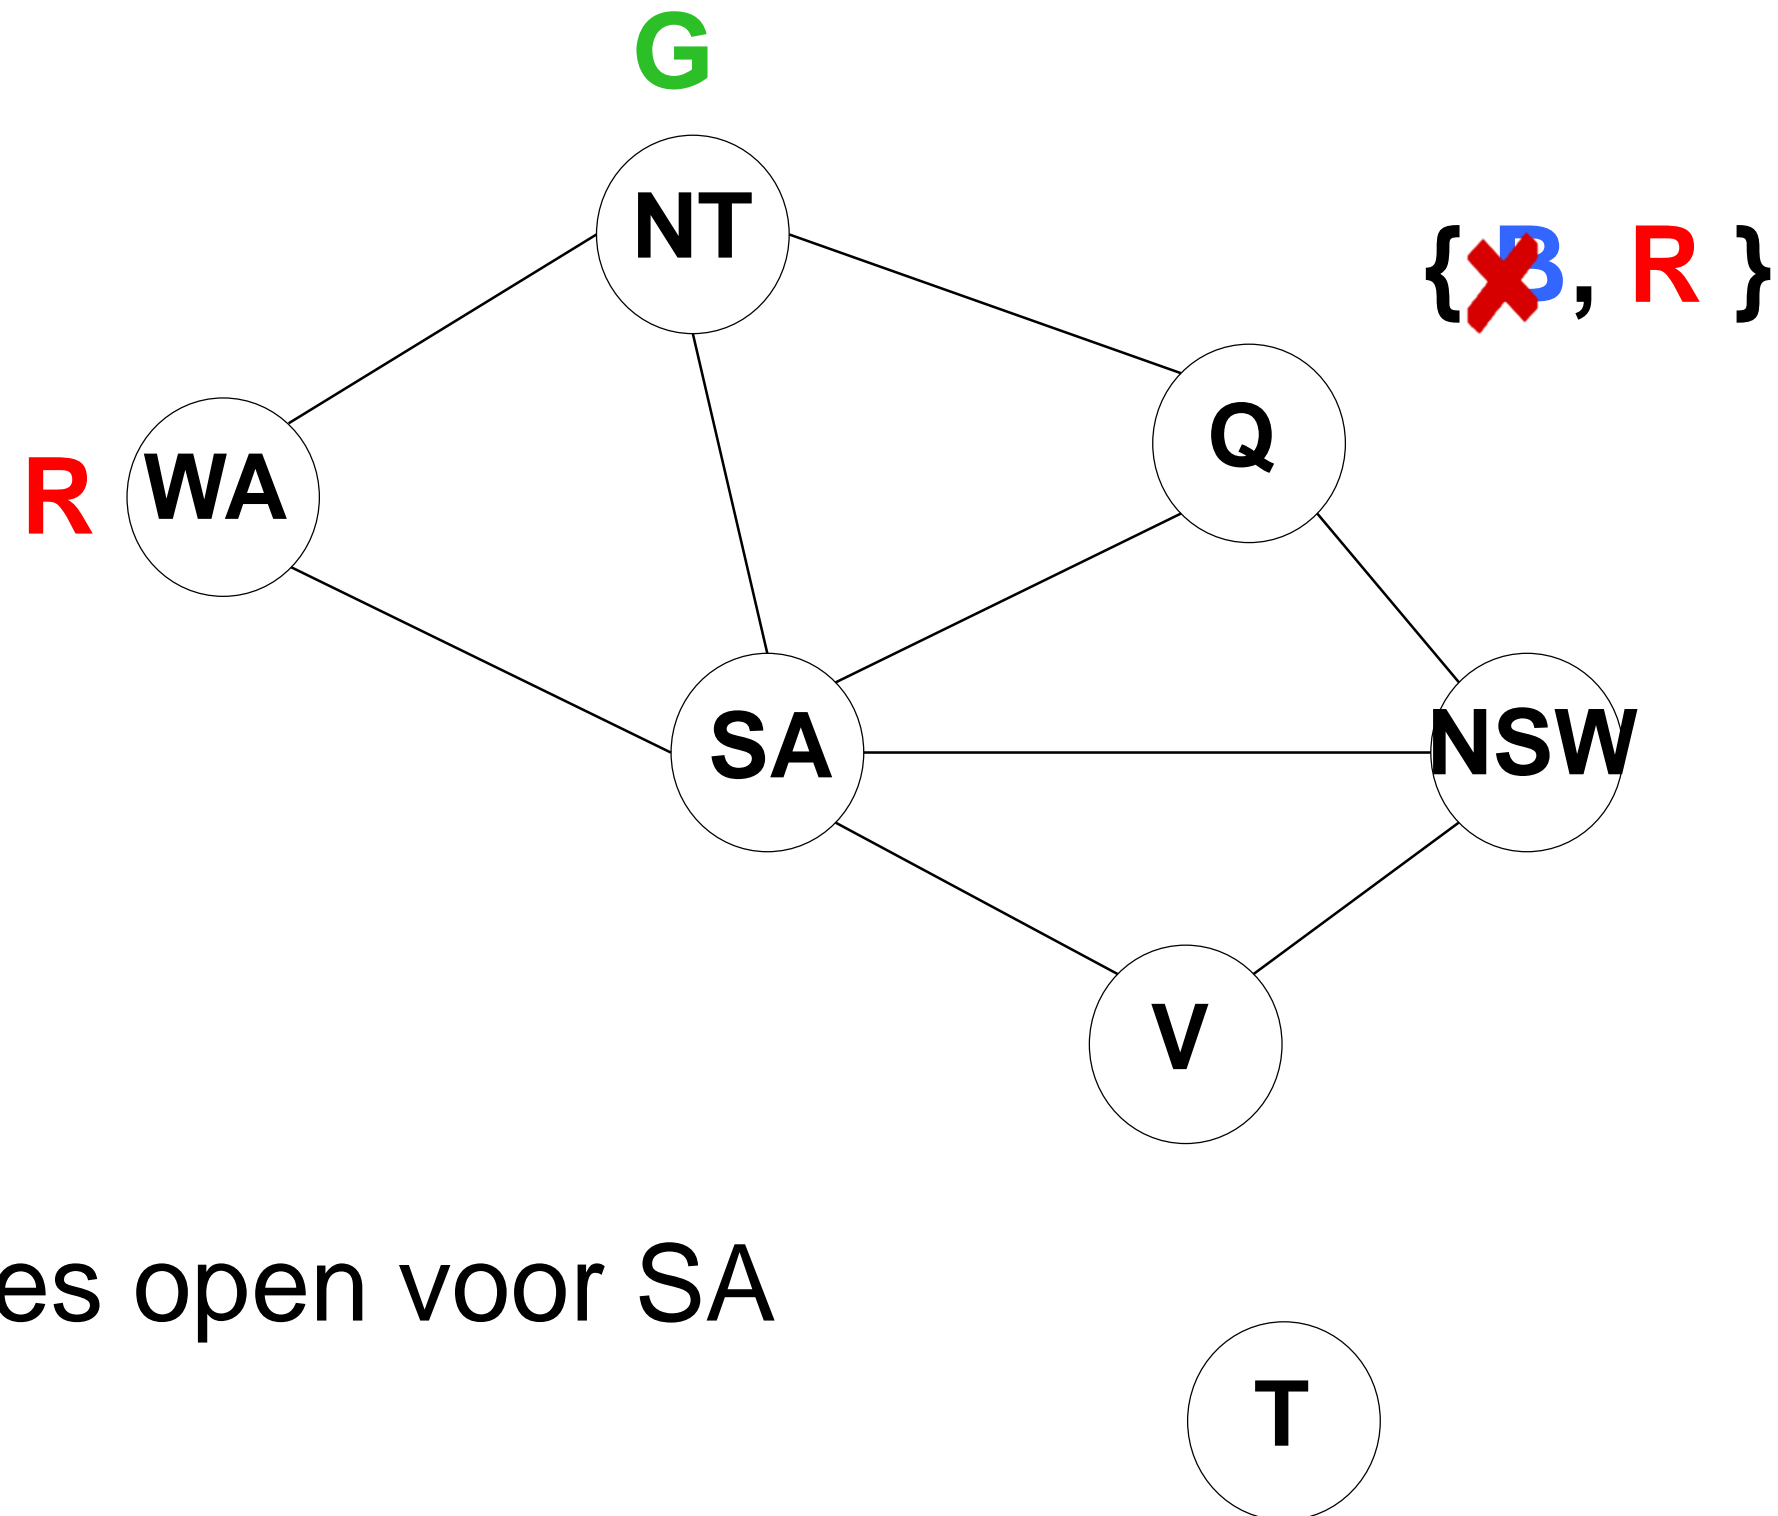 G
NT
{ B, R }
Q
R WA
SA
NSW
V
es open voor SA
T